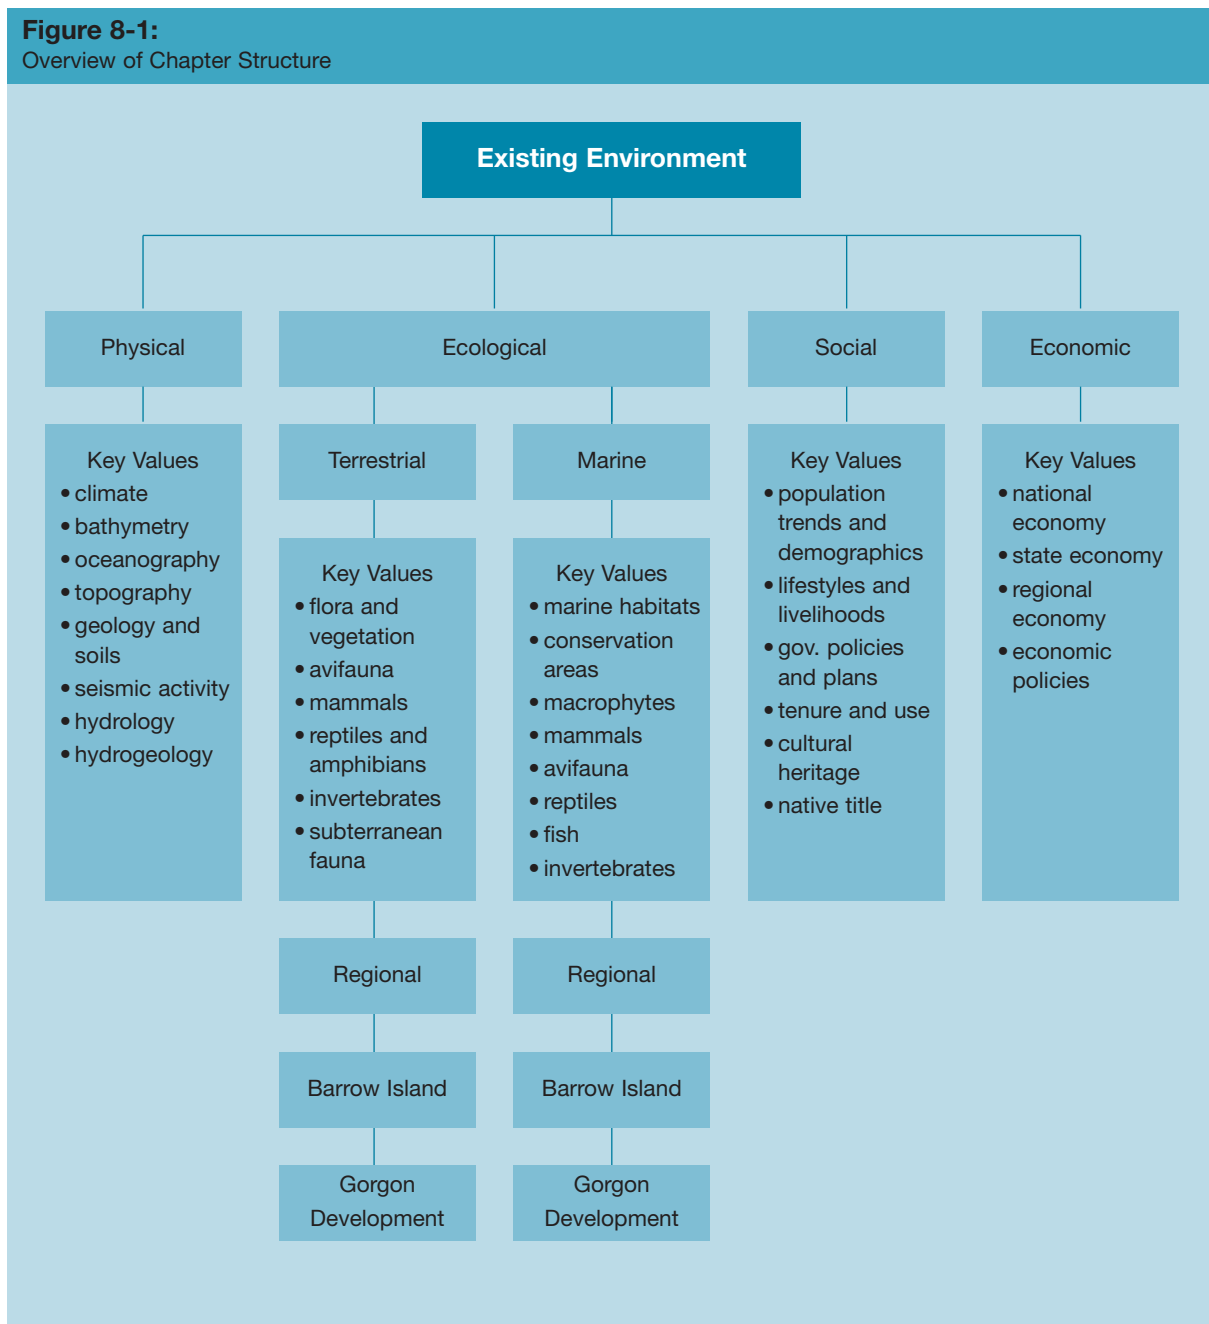 Figure 8-1:
Overview of Chapter Structure
Existing Environment
Physical
Ecological
Social
Economic
Key Values
• climate
• bathymetry
• oceanography
• topography
• geology and
soils
• seismic activity
• hydrology
• hydrogeology
Terrestrial
Key Values
• flora and
vegetation
• avifauna
• mammals
• reptiles and
amphibians
• invertebrates
• subterranean
fauna
Regional
Barrow Island
Gorgon
Development
Marine
Key Values
• marine habitats
• conservation
areas
• macrophytes
• mammals
• avifauna
• reptiles
• fish
• invertebrates
Regional
Barrow Island
Gorgon
Development
Key Values
• population
trends and
demographics
• lifestyles and
livelihoods
• gov. policies
and plans
• tenure and use
• cultural
heritage
• native title
Key Values
• national
economy
• state economy
• regional
economy
• economic
policies